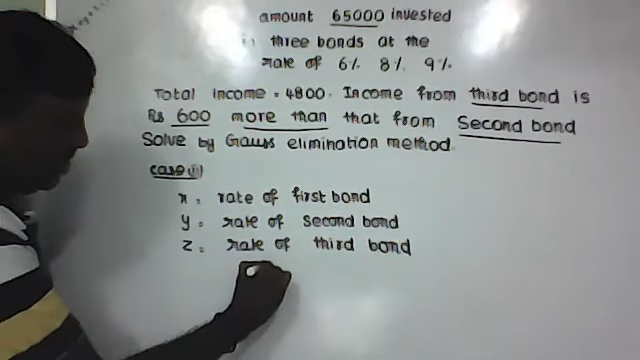 amount 65000 invested
in three bonds at the
rate of 6% 8% 9%.
Total income = 4800. Income from third bond is
Rs 600 more than that from Second bond
Solve by Gauss elimination method.
case (i)
x = rate of first bond
y = rate of second bond
z = rate of third bond